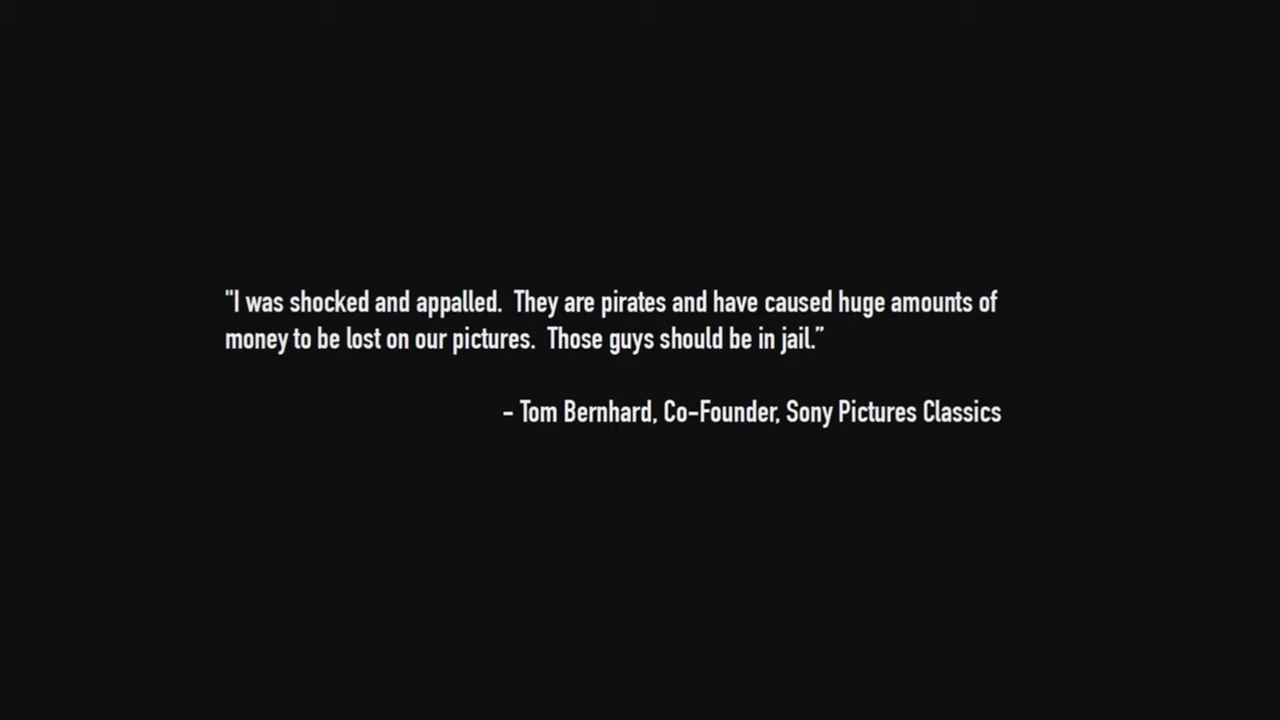 "I was shocked and appalled.  They are pirates and have caused huge amounts of
money to be lost on our pictures.  Those guys should be in jail.”
- Tom Bernhard, Co-Founder, Sony Pictures Classics